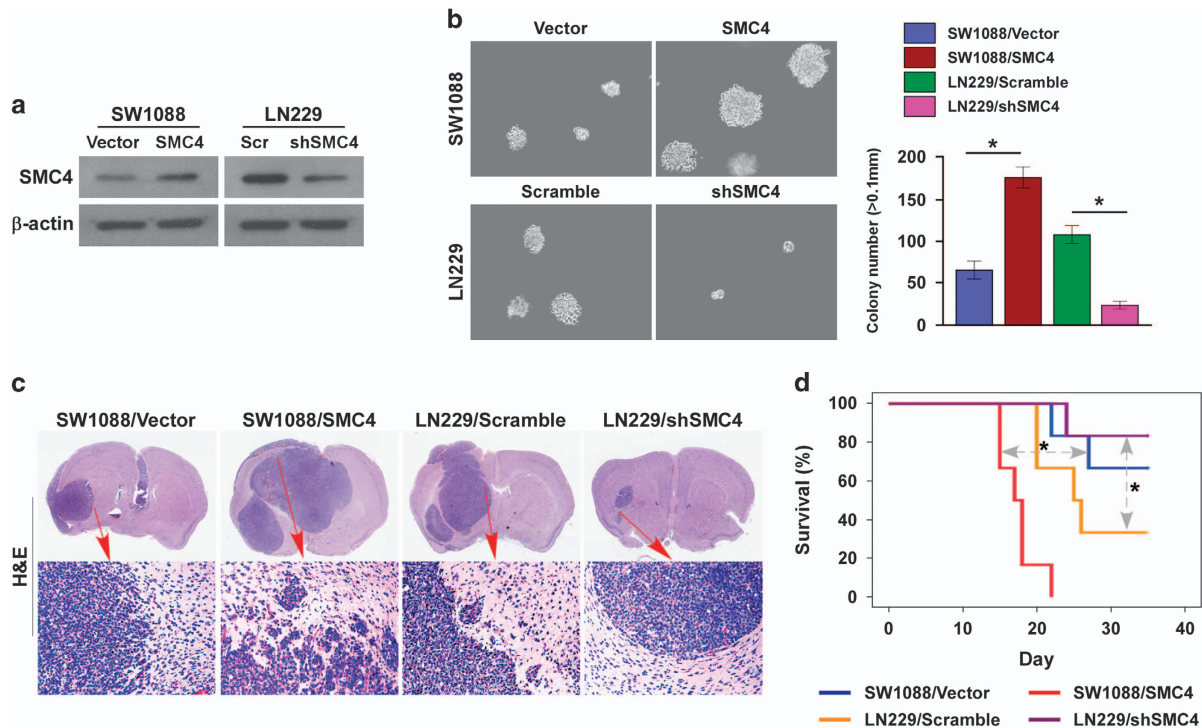 a
SW1088 LN229
Vector SMC4 Scr shSMC4
SMC4
β-actin
b
Vector SMC4
SW1088
Scramble shSMC4
LN229
SW1088/Vector
SW1088/SMC4
LN229/Scramble
LN229/shSMC4
Colony number (>0.1mm)
200
150
100
50
0
*
*
c
SW1088/Vector SW1088/SMC4 LN229/Scramble LN229/shSMC4
H&E
d
Survival (%)
100
80
60
40
20
0
*
*
0 10 20 30 40
Day
SW1088/Vector SW1088/SMC4
LN229/Scramble LN229/shSMC4